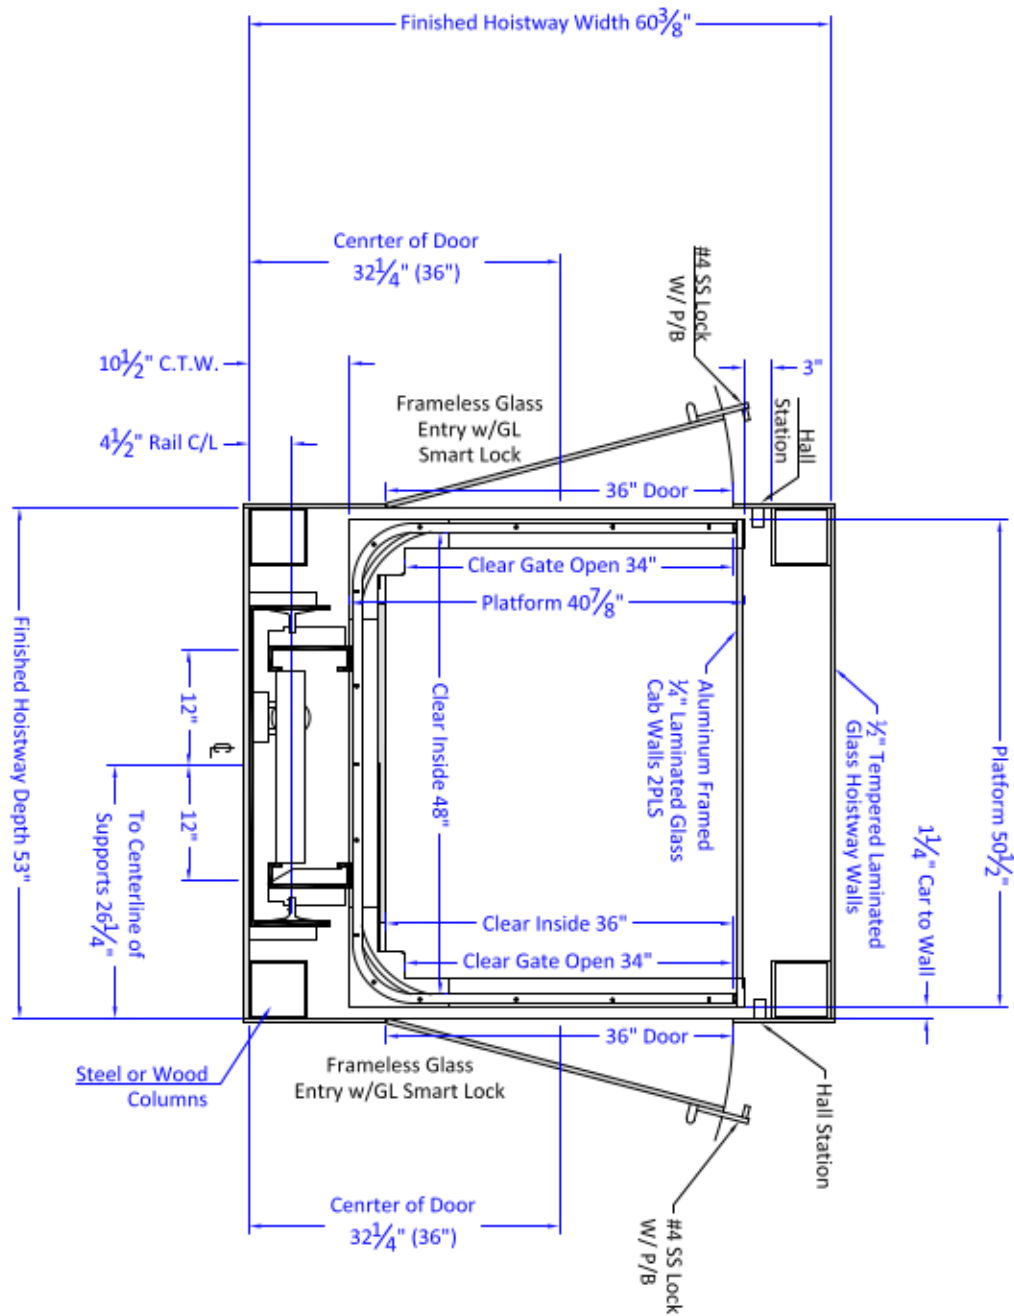 Finished Hoistway Width 60⅜"
Cenrter of Door
32¼" (36")
#4 SS Lock
W/ P/B
10½" C.T.W.
3"
Frameless Glass
Entry w/GL
Smart Lock
Hall
Station
4½" Rail C/L
36" Door
Clear Gate Open 34"
Platform 40⅞"
Finished Hoistway Depth 53"
12"
12"
℄
To Centerline of
Supports 26¼"
Clear Inside 48"
Aluminum Framed
¼" Laminated Glass
Cab Walls 2PLS
½" Tempered Laminated
Glass Hoistway Walls
Platform 50½"
1¼" Car to Wall
Clear Inside 36"
Clear Gate Open 34"
36" Door
Steel or Wood
Columns
Frameless Glass
Entry w/GL Smart Lock
Hall Station
Cenrter of Door
32¼" (36")
#4 SS Lock
W/ P/B